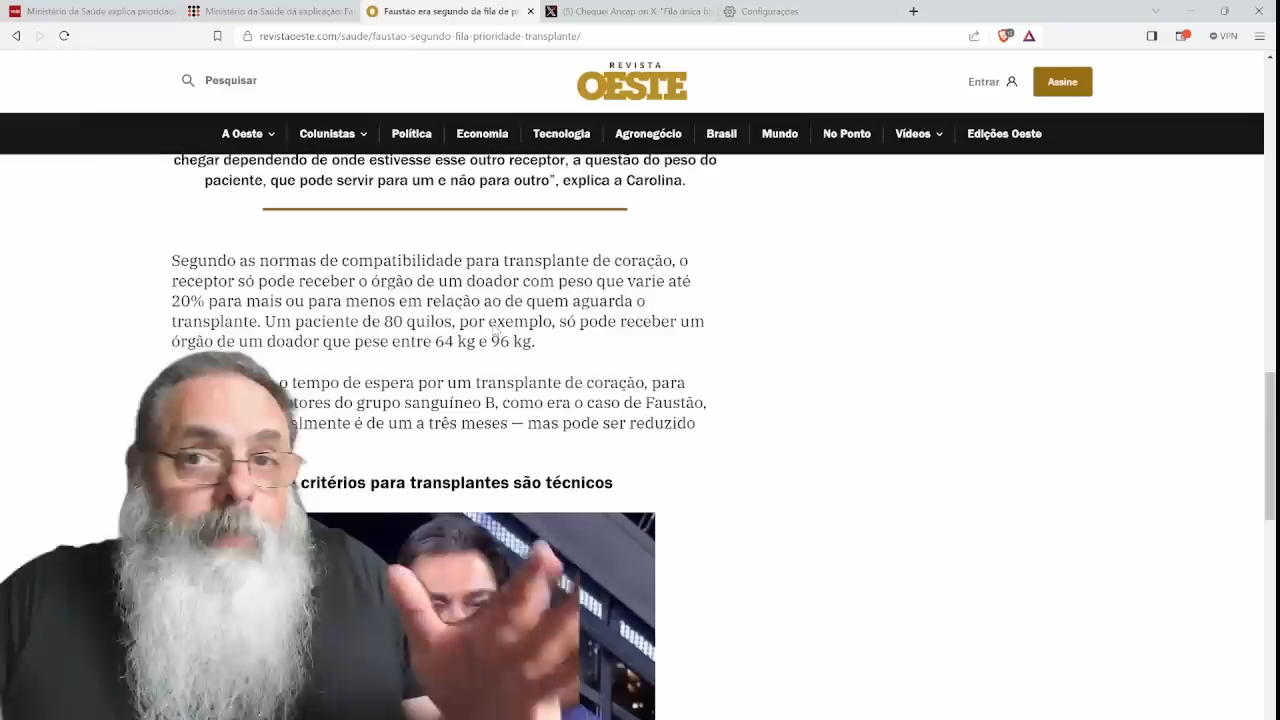 Ministério da Saúde explica prioridade
Ministério da Saúde dá explicação: Fa
Faustão era segundo da fila de pr
(5) Chequei Ancap on X: "Fila única b
Configurações
revistaoeste.com/saude/faustao-segundo-fila-prioridade-transplante/
VPN
Pesquisar
REVISTA
OESTE
Entrar
Assine
A Oeste
Colunistas
Política
Economia
Tecnologia
Agronegócio
Brasil
Mundo
No Ponto
Vídeos
Edições Oeste
chegar dependendo de onde estivesse esse outro receptor, a questão do peso do
paciente, que pode servir para um e não para outro”, explica a Carolina.
Segundo as normas de compatibilidade para transplante de coração, o
receptor só pode receber o órgão de um doador com peso que varie até
20% para mais ou para menos em relação ao de quem aguarda o
transplante. Um paciente de 80 quilos, por exemplo, só pode receber um
órgão de um doador que pese entre 64 kg e 96 kg.
o tempo de espera por um transplante de coração, para
tores do grupo sanguíneo B, como era o caso de Faustão,
almente é de um a três meses — mas pode ser reduzido
critérios para transplantes são técnicos